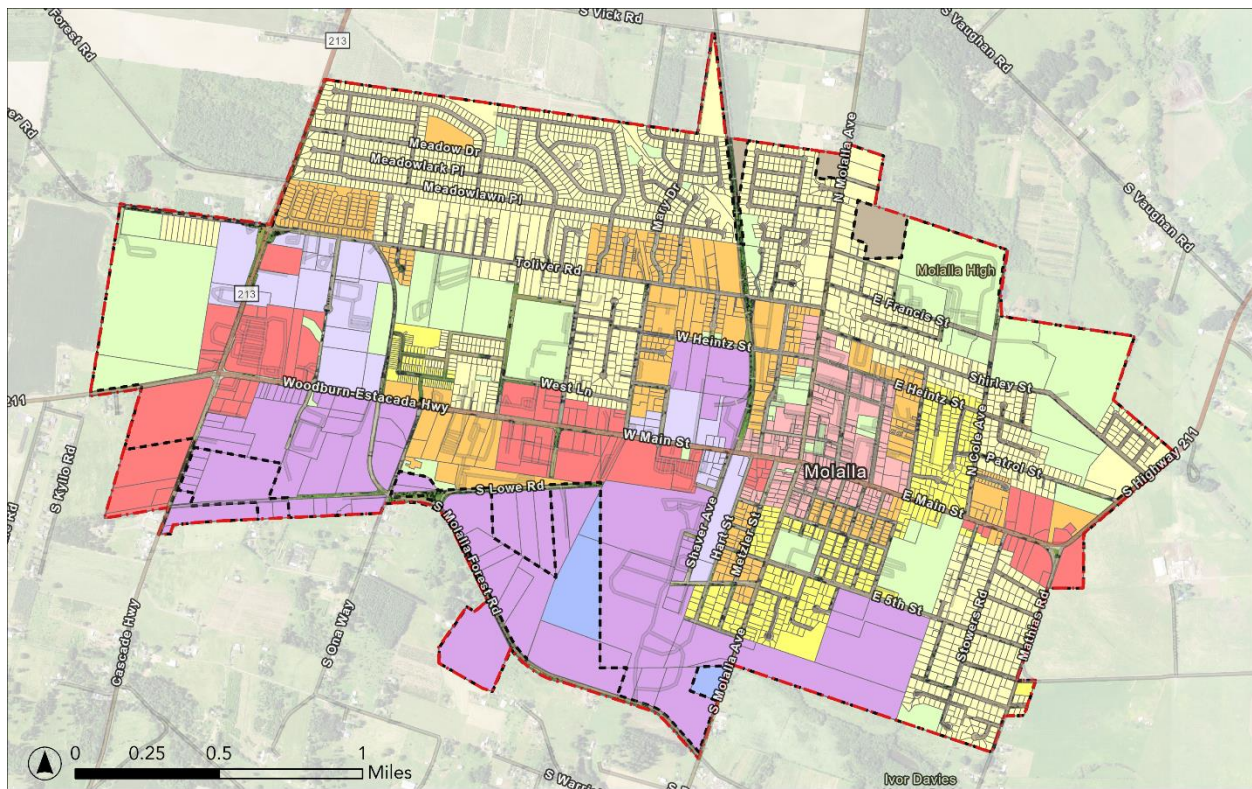 S Vick Rd
Forest Rd
213
S Vaughan Rd
S Vaughan Rd
N Molalla Ave
Meadow Dr
Meadowlark Pl
Meadowlawn Pl
Mary Dr
Toliver Rd
Molalla High
213
E Francis St
W Heintz St
Shirley St
E Heintz St
West Ln
Woodburn-Estacada Hwy
211
N Cole Ave
W Main St
Patrol St
Molalla
S Highway 211
S Kyllo Rd
E Main St
S Lowe Rd
Shaver Ave
Hart St
Metzler St
S Molalla Forest Rd
E 5th St
Stowers Rd
Mathias Rd
Cascade Hwy
S Ona Way
S Molalla Ave
0 0.25 0.5 1
Miles
Ivor Davies